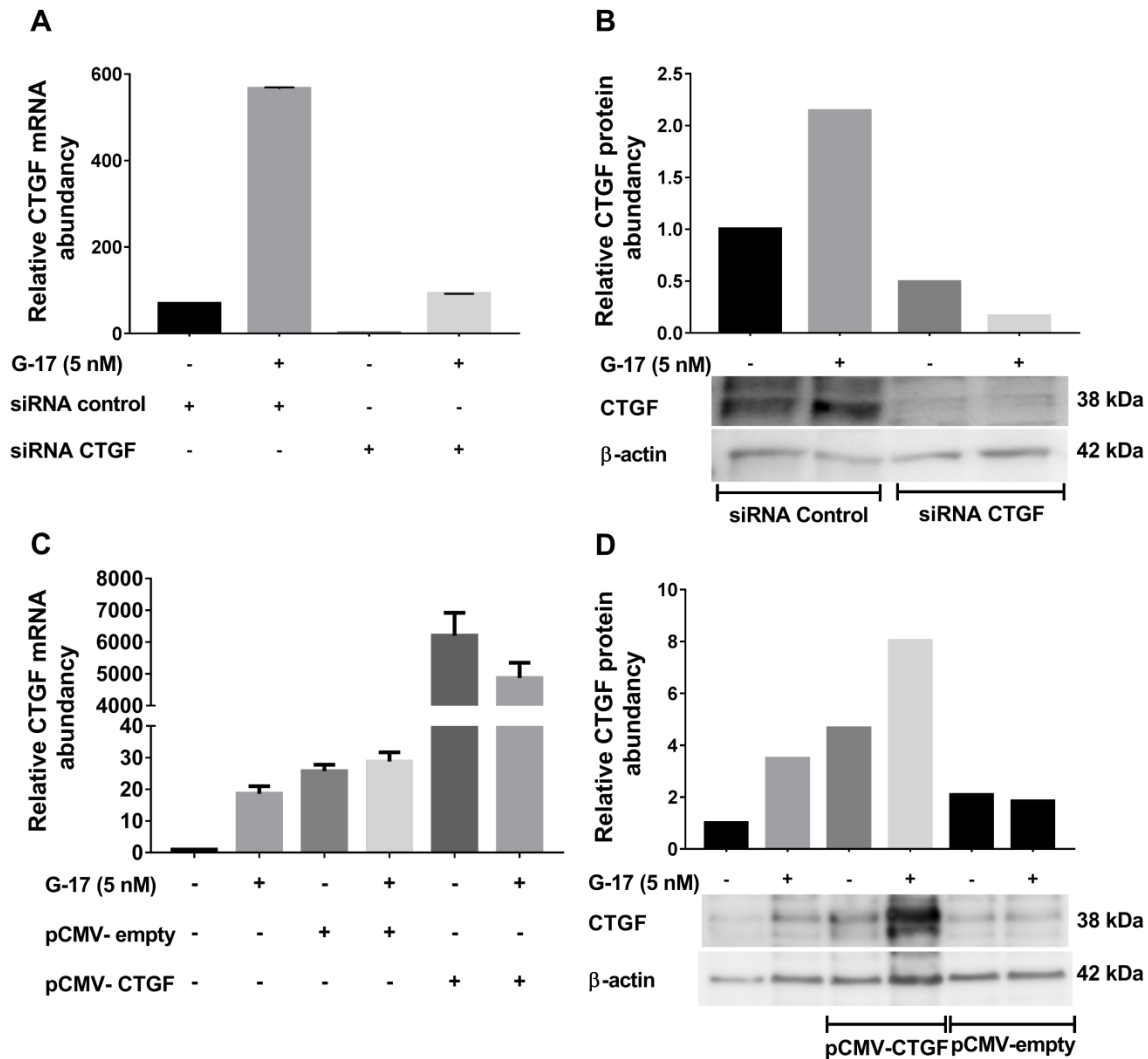 A
Relative CTGF mRNA
abundancy
600
400
200
0
G-17 (5 nM) - + - +
siRNA control + + - -
siRNA CTGF - - + +
B
Relative CTGF protein
abundancy
2.5
2.0
1.5
1.0
0.5
0.0
G-17 (5 nM) - + - +
CTGF 38 kDa
β-actin 42 kDa
siRNA Control siRNA CTGF
C
Relative CTGF mRNA
abundancy
8000
7000
6000
5000
4000
40
30
20
10
0
G-17 (5 nM) - + - + - +
pCMV- empty - - + + - -
pCMV- CTGF - - - - + +
D
Relative CTGF protein
abundancy
10
8
6
4
2
0
G-17 (5 nM) - + - + - +
CTGF 38 kDa
β-actin 42 kDa
pCMV-CTGF pCMV-empty